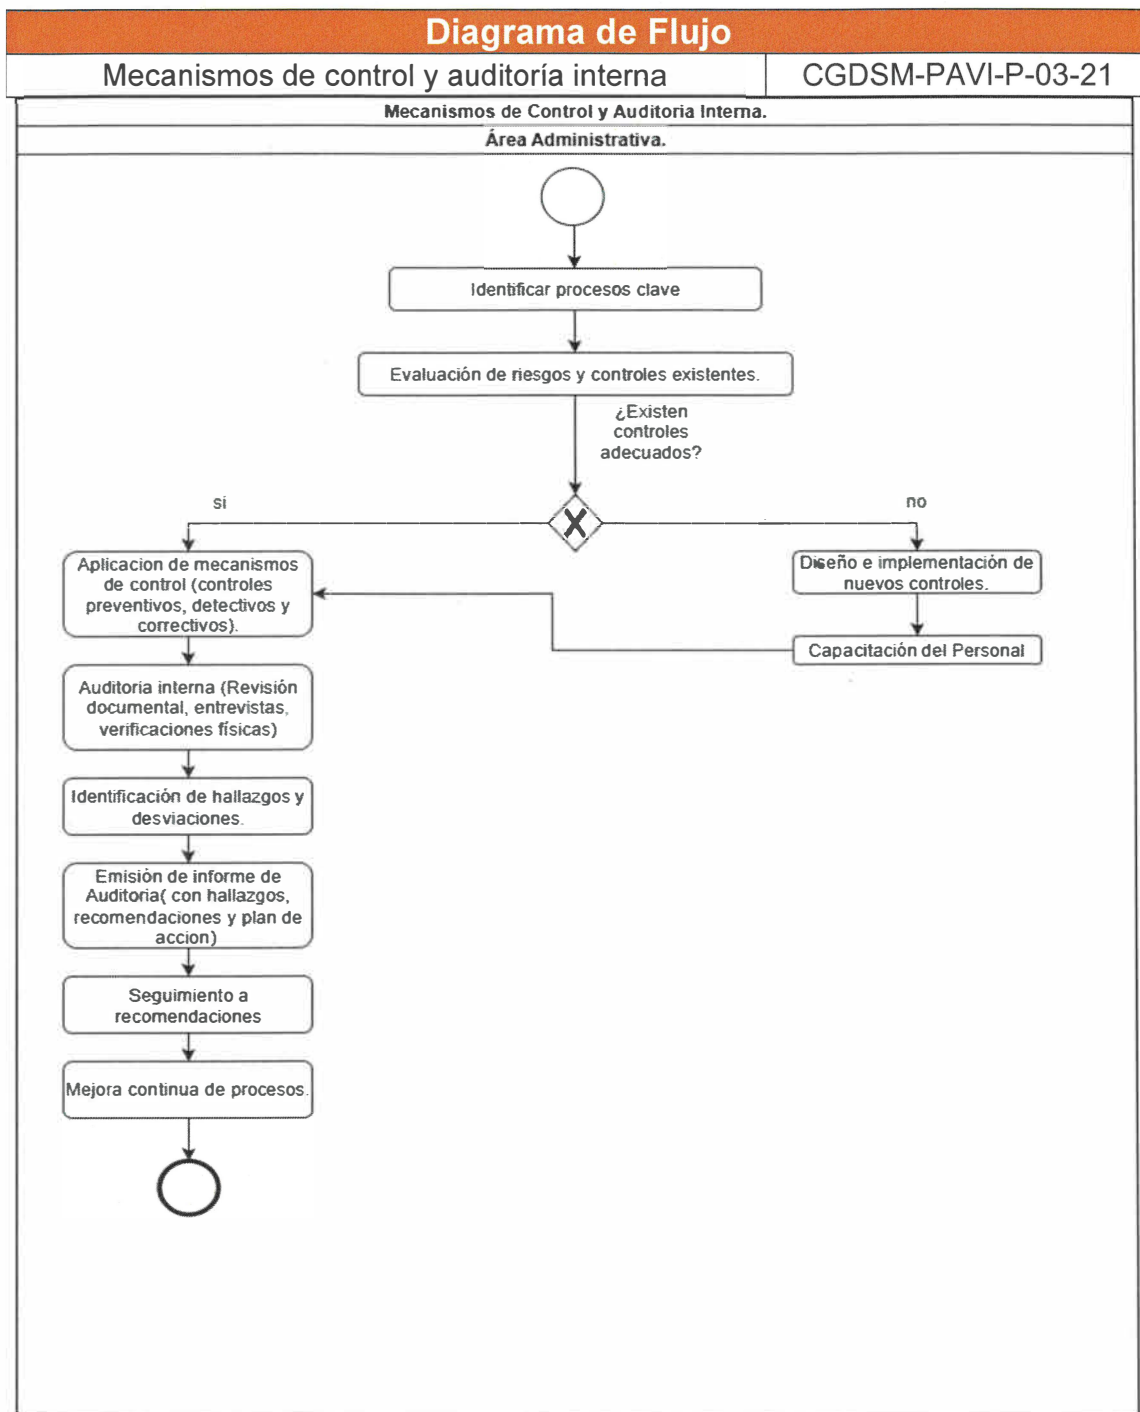 Diagrama de Flujo
Mecanismos de control y auditoría interna
CGDSM-PAVI-P-03-21
Mecanismos de Control y Auditoria Interna.
Área Administrativa.
Identificar procesos clave
Evaluación de riesgos y controles existentes.
¿Existen
controles
adecuados?
si
no
Aplicacion de mecanismos
de control (controles
preventivos, detectivos y
correctivos).
Diseño e implementación de
nuevos controles.
Capacitación del Personal
Auditoria interna (Revisión
documental, entrevistas,
verificaciones físicas)
Identificación de hallazgos y
desviaciones.
Emisión de informe de
Auditoria( con hallazgos,
recomendaciones y plan de
accion)
Seguimiento a
recomendaciones
Mejora continua de procesos.